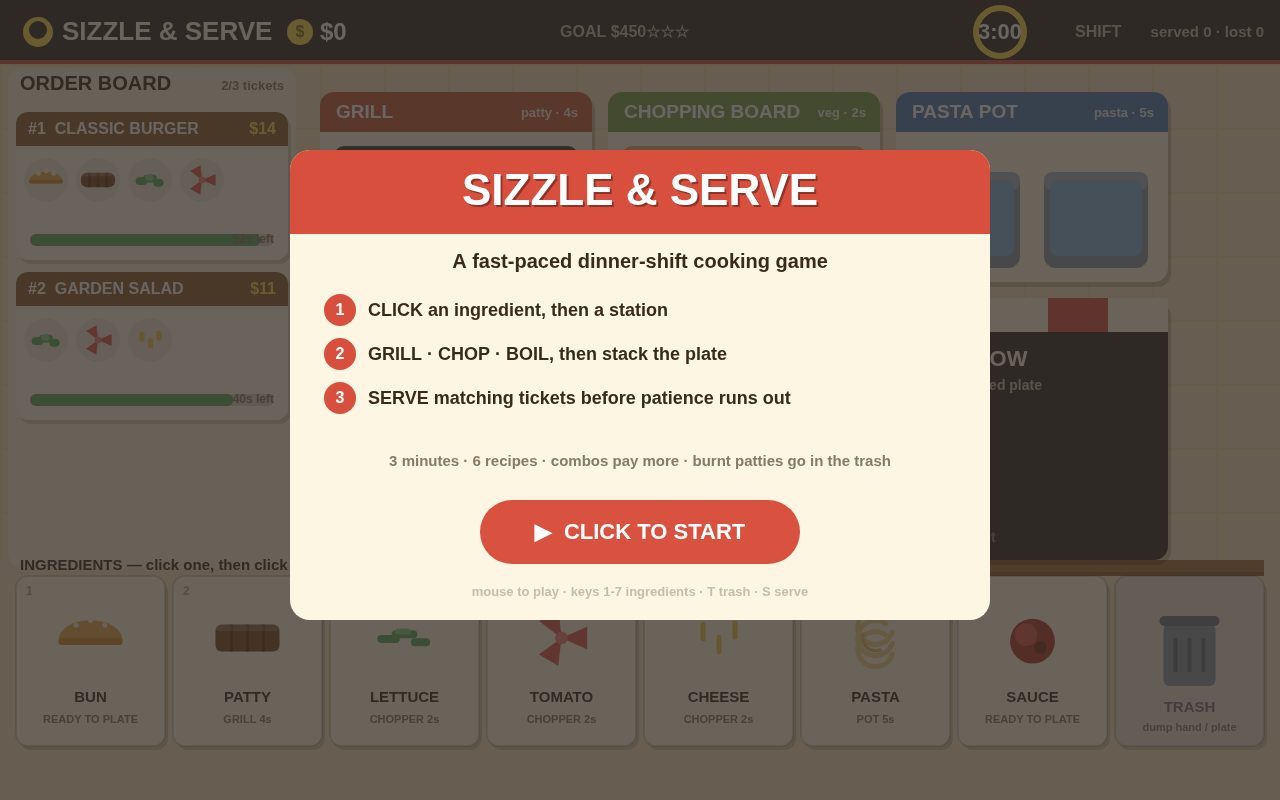 SIZZLE & SERVE
$ $0
GOAL $450☆☆☆
3:00
SHIFT
served 0 · lost 0
ORDER BOARD
2/3 tickets
#1 CLASSIC BURGER $14
#2 GARDEN SALAD $11
40s left
GRILL
patty · 4s
CHOPPING BOARD
veg · 2s
PASTA POT
pasta · 5s
SIZZLE & SERVE
A fast-paced dinner-shift cooking game
1 CLICK an ingredient, then a station
2 GRILL · CHOP · BOIL, then stack the plate
3 SERVE matching tickets before patience runs out
3 minutes · 6 recipes · combos pay more · burnt patties go in the trash
▶ CLICK TO START
mouse to play · keys 1-7 ingredients · T trash · S serve
plate
INGREDIENTS — click one, then click
1
BUN
READY TO PLATE
2
PATTY
GRILL 4s
LETTUCE
CHOPPER 2s
TOMATO
CHOPPER 2s
CHEESE
CHOPPER 2s
PASTA
POT 5s
SAUCE
READY TO PLATE
TRASH
dump hand / plate